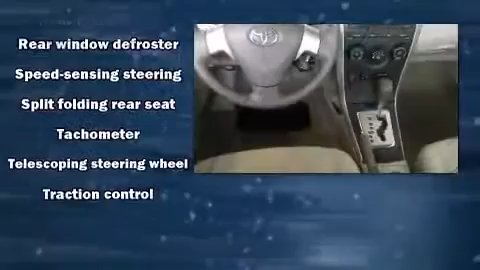 Rear window defroster
Speed-sensing steering
Split folding rear seat
Tachometer
Telescoping steering wheel
Traction control